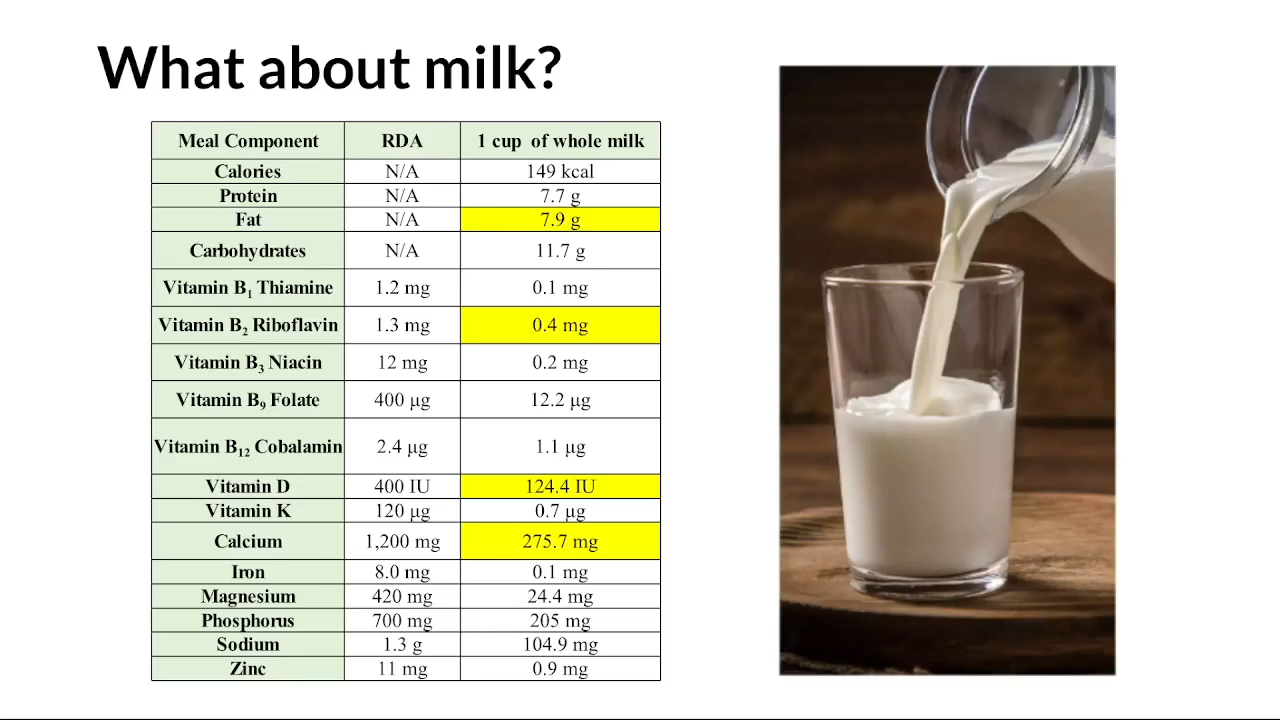 What about milk?
Meal Component RDA 1 cup of whole milk
Calories N/A 149 kcal
Protein N/A 7.7 g
Fat N/A 7.9 g
Carbohydrates N/A 11.7 g
Vitamin B₁ Thiamine 1.2 mg 0.1 mg
Vitamin B₂ Riboflavin 1.3 mg 0.4 mg
Vitamin B₃ Niacin 12 mg 0.2 mg
Vitamin B₉ Folate 400 µg 12.2 µg
Vitamin B₁₂ Cobalamin 2.4 µg 1.1 µg
Vitamin D 400 IU 124.4 IU
Vitamin K 120 µg 0.7 µg
Calcium 1,200 mg 275.7 mg
Iron 8.0 mg 0.1 mg
Magnesium 420 mg 24.4 mg
Phosphorus 700 mg 205 mg
Sodium 1.3 g 104.9 mg
Zinc 11 mg 0.9 mg